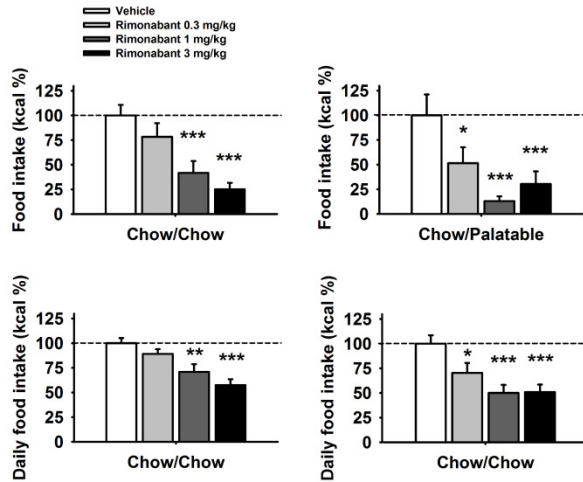 Vehicle
Rimonabant 0.3 mg/kg
Rimonabant 1 mg/kg
Rimonabant 3 mg/kg
Food intake (kcal %)
125
100
75
50
25
0
***
***
Chow/Chow
Food intake (kcal %)
125
100
75
50
25
0
*
***
***
Chow/Palatable
Daily food intake (kcal %)
125
100
75
50
25
0
**
***
Chow/Chow
Daily food intake (kcal %)
125
100
75
50
25
0
*
***
***
Chow/Chow